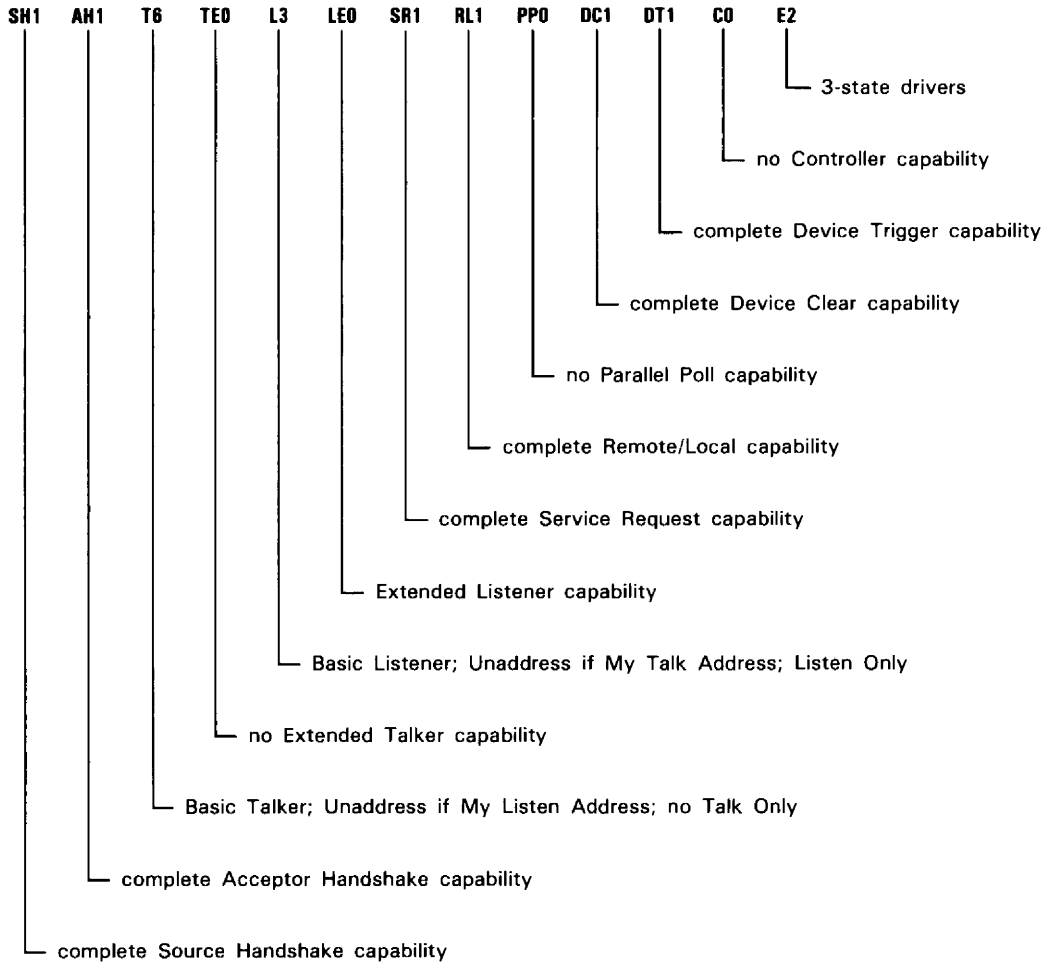 SH1 AH1 T6 TE0 L3 LE0 SR1 RL1 PP0 DC1 DT1 C0 E2
3-state drivers
no Controller capability
complete Device Trigger capability
complete Device Clear capability
no Parallel Poll capability
complete Remote/Local capability
complete Service Request capability
Extended Listener capability
Basic Listener; Unaddress if My Talk Address; Listen Only
no Extended Talker capability
Basic Talker; Unaddress if My Listen Address; no Talk Only
complete Acceptor Handshake capability
complete Source Handshake capability